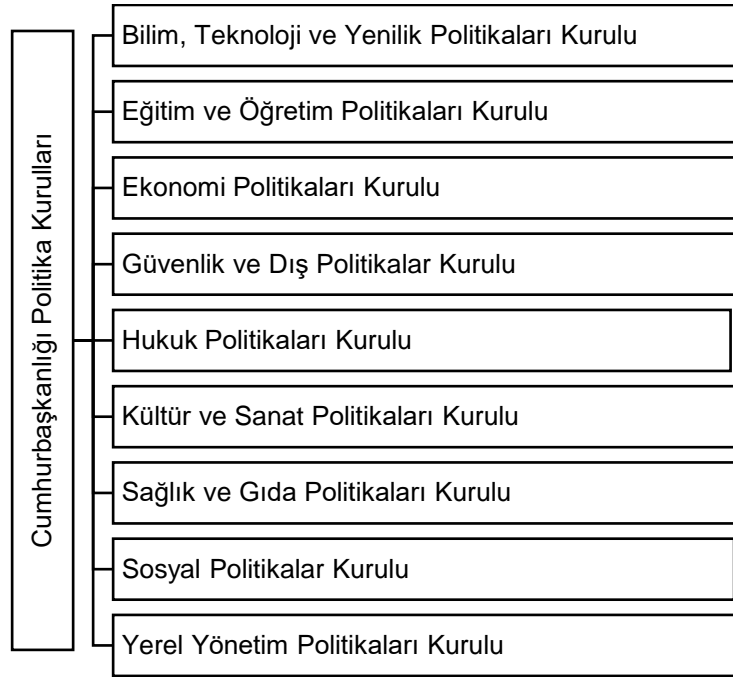 Cumhurbaşkanlığı Politika Kurulları
Bilim, Teknoloji ve Yenilik Politikaları Kurulu
Eğitim ve Öğretim Politikaları Kurulu
Ekonomi Politikaları Kurulu
Güvenlik ve Dış Politikalar Kurulu
Hukuk Politikaları Kurulu
Kültür ve Sanat Politikaları Kurulu
Sağlık ve Gıda Politikaları Kurulu
Sosyal Politikalar Kurulu
Yerel Yönetim Politikaları Kurulu